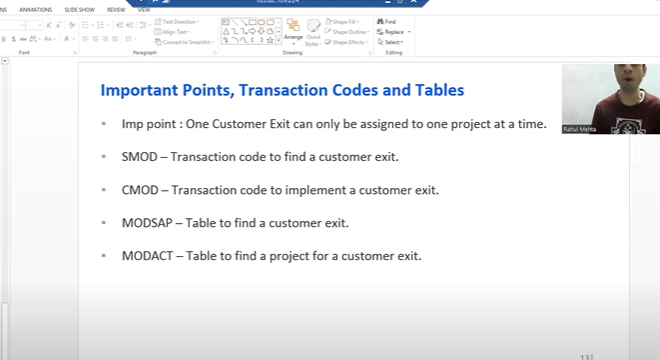 ANIMATIONS SLIDE SHOW REVIEW VIEW
Text Direction
Align Text
Convert to SmartArt
Arrange
Quick
Styles
Shape Fill
Shape Outline
Shape Effects
Find
Replace
Select
Font
Paragraph
Drawing
Editing
Important Points, Transaction Codes and Tables
Imp point : One Customer Exit can only be assigned to one project at a time.
SMOD – Transaction code to find a customer exit.
CMOD – Transaction code to implement a customer exit.
MODSAP – Table to find a customer exit.
MODACT – Table to find a project for a customer exit.
Rahul Mehta
13